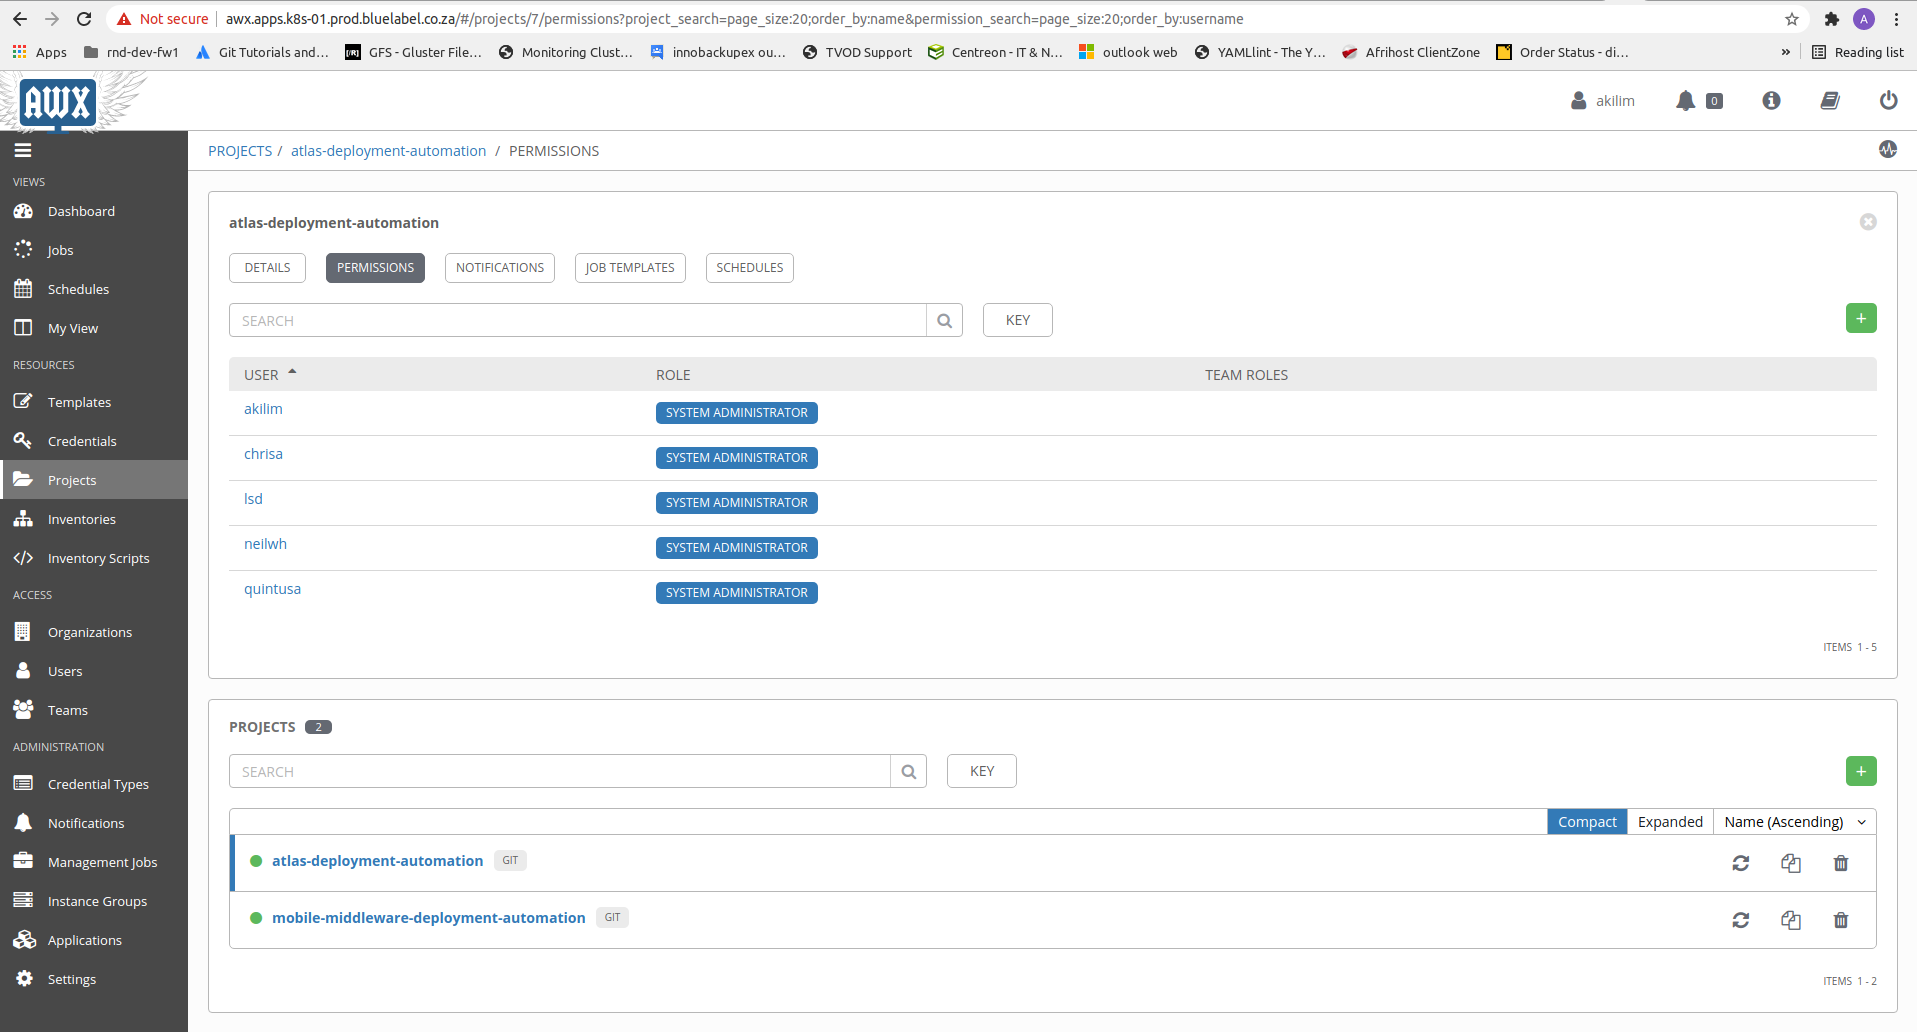 Not secure awx.apps.k8s-01.prod.bluelabel.co.za/#/projects/7/permissions?project_search=page_size:20;order_by:name&permission_search=page_size:20;order_by:username A
Apps rnd-dev-fw1 Git Tutorials and... [/R] GFS - Gluster File... Monitoring Clust... innobackupex ou... TVOD Support Centreon - IT & N... outlook web YAMLlint - The Y... Afrihost ClientZone Order Status - di... » Reading list
AWX akilim 0
PROJECTS / atlas-deployment-automation / PERMISSIONS
VIEWS
Dashboard
Jobs
Schedules
My View
RESOURCES
Templates
Credentials
Projects
Inventories
Inventory Scripts
ACCESS
Organizations
Users
Teams
ADMINISTRATION
Credential Types
Notifications
Management Jobs
Instance Groups
Applications
Settings
atlas-deployment-automation
DETAILS PERMISSIONS NOTIFICATIONS JOB TEMPLATES SCHEDULES
SEARCH KEY +
USER ROLE TEAM ROLES
akilim SYSTEM ADMINISTRATOR
chrisa SYSTEM ADMINISTRATOR
lsd SYSTEM ADMINISTRATOR
neilwh SYSTEM ADMINISTRATOR
quintusa SYSTEM ADMINISTRATOR
ITEMS 1 - 5
PROJECTS 2
SEARCH KEY +
Compact Expanded Name (Ascending)
atlas-deployment-automation GIT
mobile-middleware-deployment-automation GIT
ITEMS 1 - 2